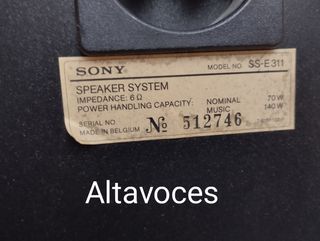 SONY MODEL NO. SS-E311
SPEAKER SYSTEM
IMPEDANCE: 6 Ω
POWER HANDLING CAPACITY: NOMINAL 70 W
MUSIC 140 W
SERIAL NO.
MADE IN BELGIUM № 512746
Altavoces